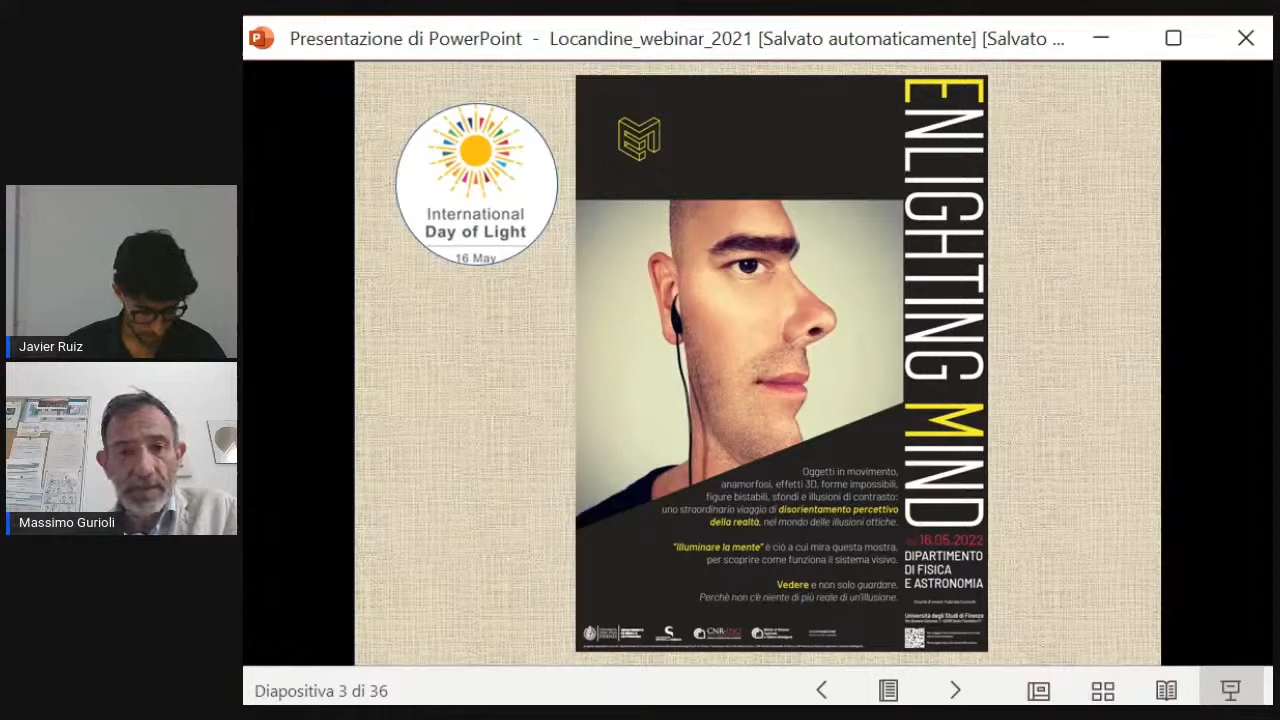 Presentazione di PowerPoint - Locandine_webinar_2021 [Salvato automaticamente] [Salvato ...
International
Day of Light
16 May
ENLIGHTING MIND
Oggetti in movimento,
anamorfosi, effetti 3D, forme impossibili,
figure bistabili, sfondi e illusioni di contrasto:
uno straordinario viaggio di disorientamento percettivo
della realtà, nel mondo delle illusioni ottiche.
"illuminare la mente" è ciò a cui mira questa mostra,
per scoprire come funziona il sistema visivo.
Vedere e non solo guardare.
Perchè non c'è niente di più reale di un'illusione.
16.05.2022
DIPARTIMENTO
DI FISICA
E ASTRONOMIA
Università degli Studi di Firenze
CNR-INO
Javier Ruiz
Massimo Gurioli
Diapositiva 3 di 36